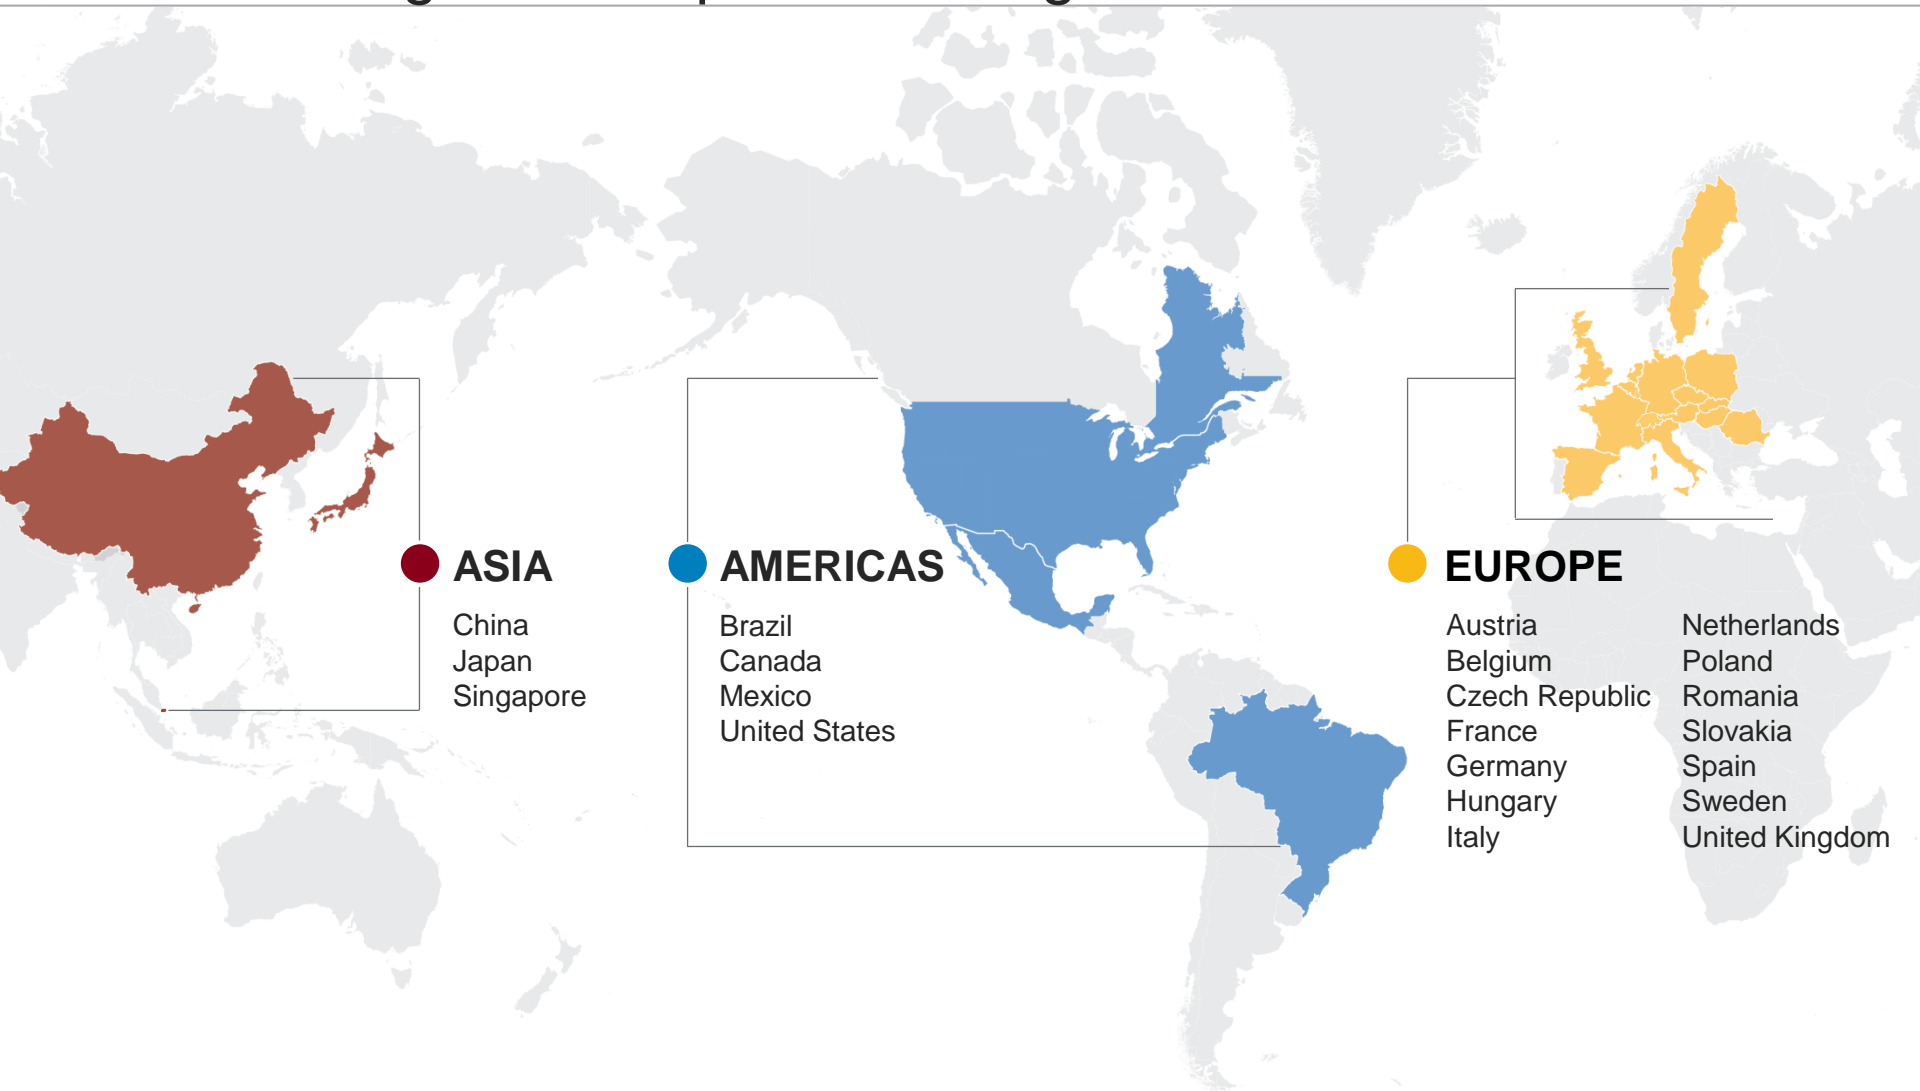 ASIA
China
Japan
Singapore
AMERICAS
Brazil
Canada
Mexico
United States
EUROPE
Austria
Belgium
Czech Republic
France
Germany
Hungary
Italy
Netherlands
Poland
Romania
Slovakia
Spain
Sweden
United Kingdom